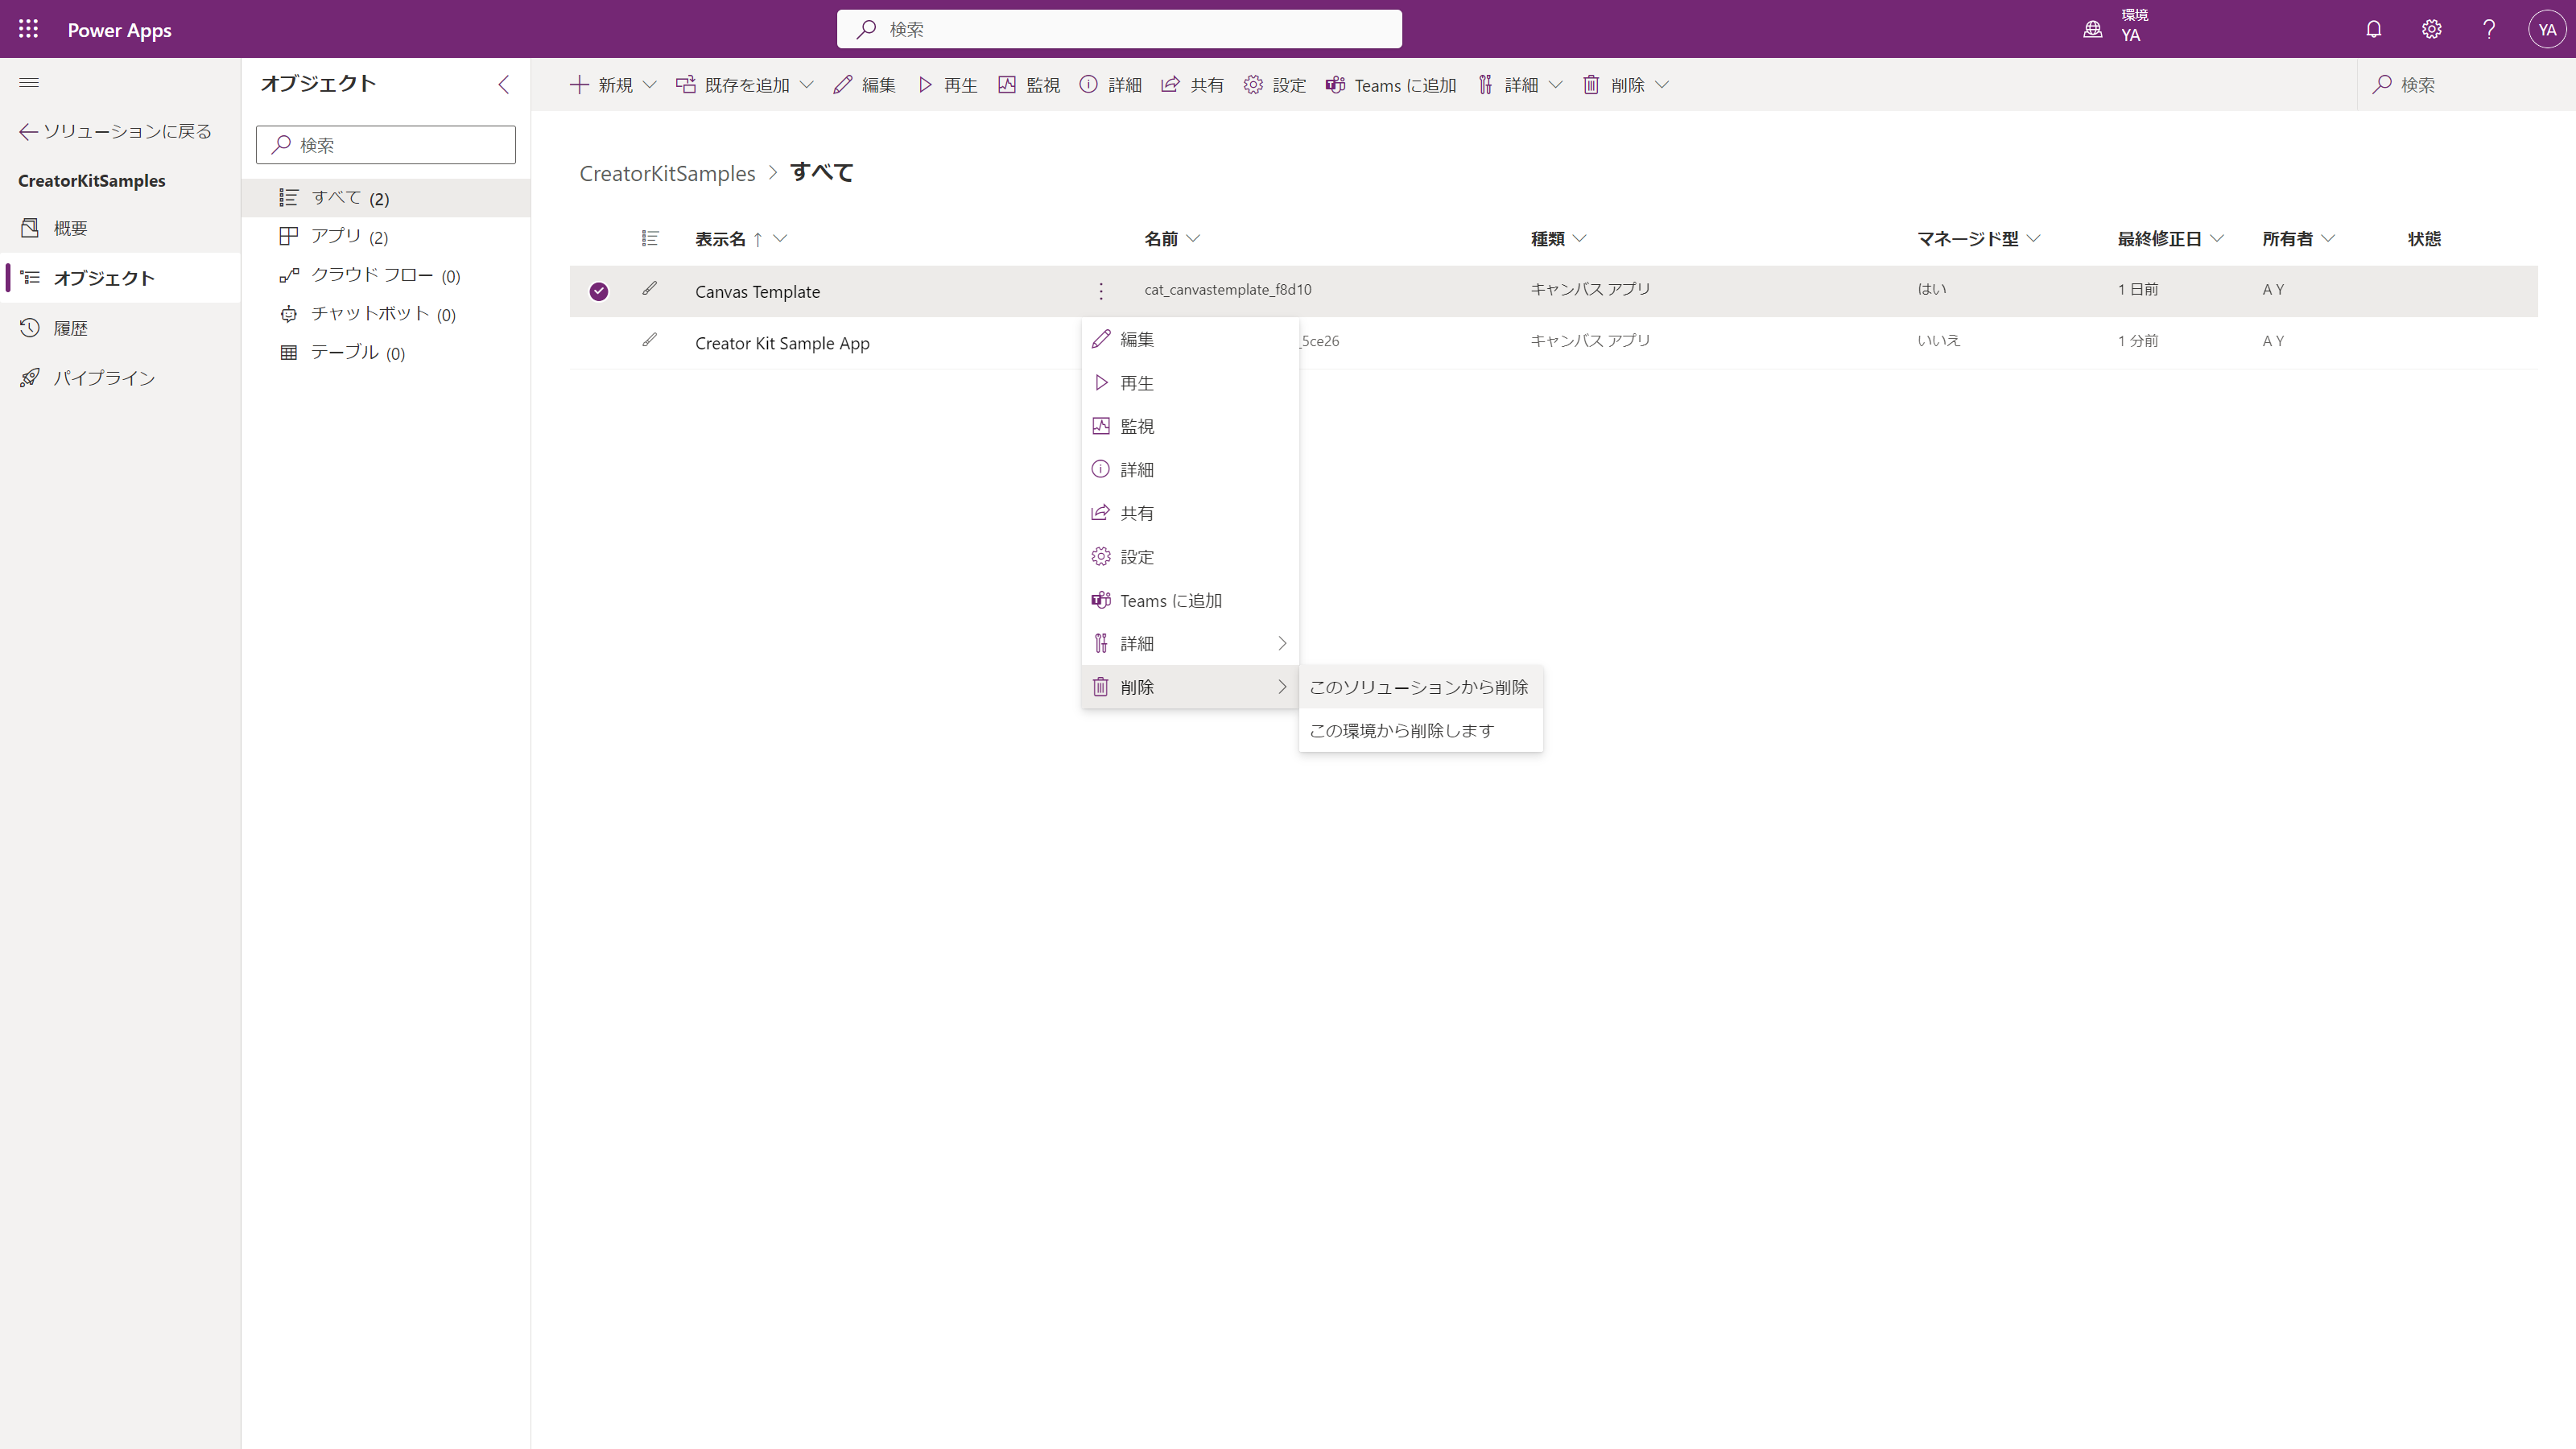 Power Apps
検索
環境
YA
YA
オブジェクト
新規
既存を追加
編集
再生
監視
詳細
共有
設定
Teams に追加
詳細
削除
検索
ソリューションに戻る
検索
CreatorKitSamples
概要
オブジェクト
履歴
パイプライン
すべて (2)
アプリ (2)
クラウド フロー (0)
チャットボット (0)
テーブル (0)
CreatorKitSamples > すべて
表示名 ↑ 名前 種類 マネージド型 最終修正日 所有者 状態
Canvas Template cat_canvastemplate_f8d10 キャンバス アプリ はい 1 日前 A Y
Creator Kit Sample App _5ce26 キャンバス アプリ いいえ 1 分前 A Y
編集
再生
監視
詳細
共有
設定
Teams に追加
詳細
削除
このソリューションから削除
この環境から削除します